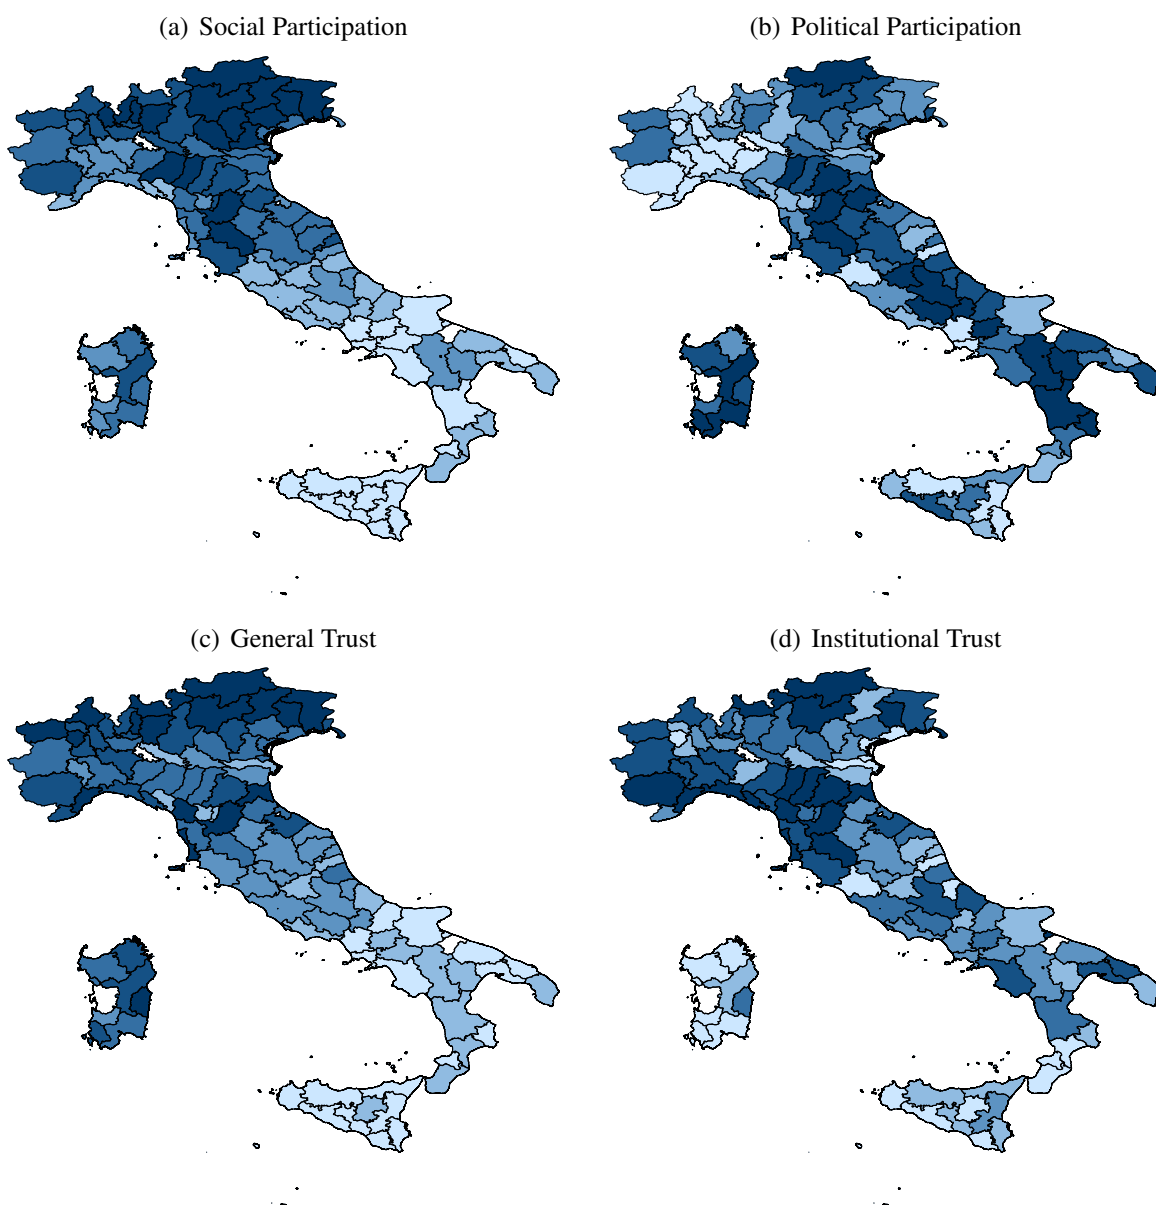 (a) Social Participation
(b) Political Participation
(c) General Trust
(d) Institutional Trust